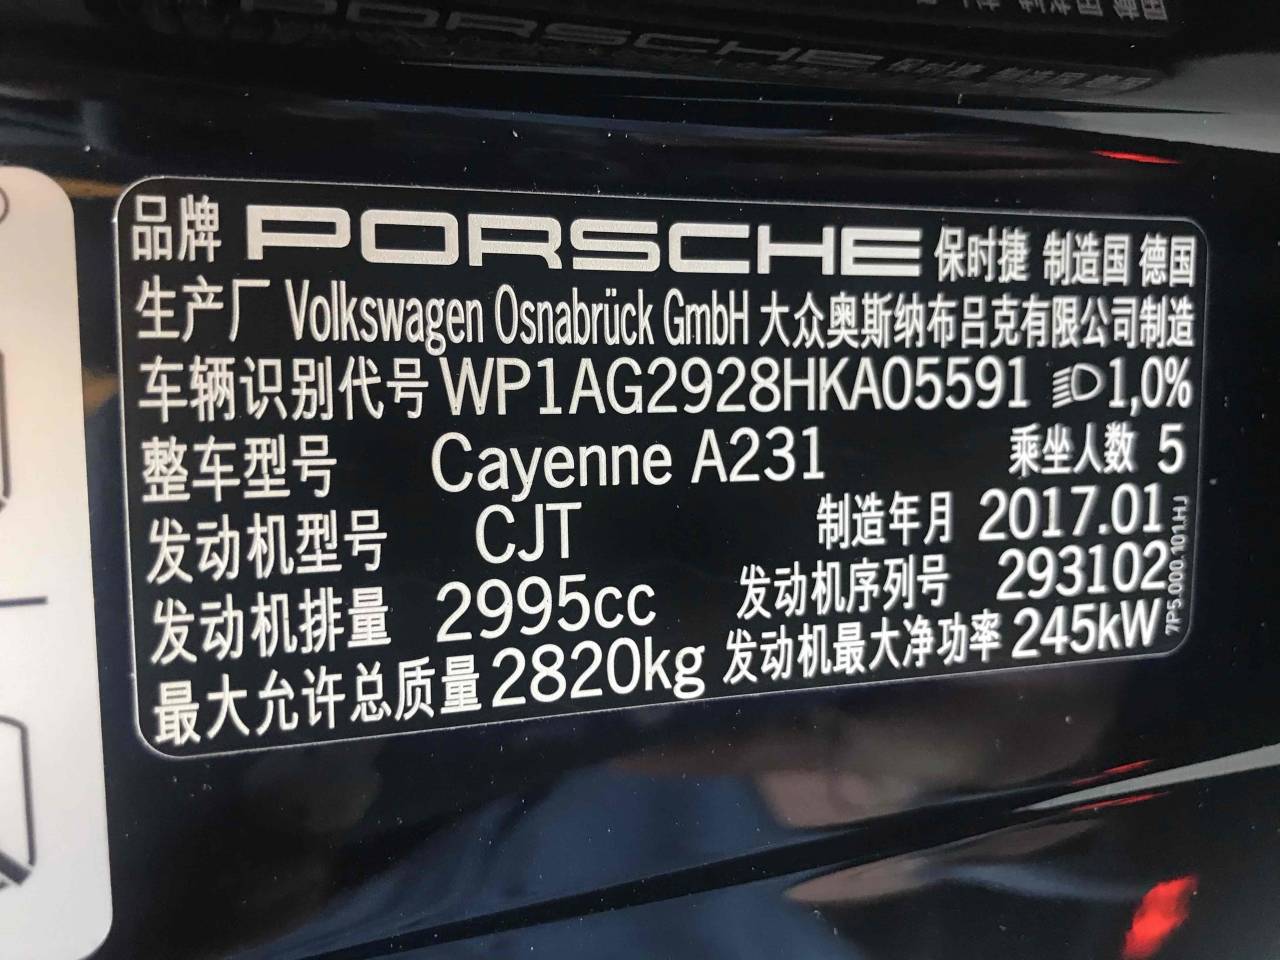 品牌 PORSCHE 保时捷 制造国 德国
生产厂 Volkswagen Osnabrück GmbH 大众奥斯纳布吕克有限公司制造
车辆识别代号 WP1AG2928HKA05591 1,0%
整车型号 Cayenne A231 乘坐人数 5
发动机型号 CJT 制造年月 2017.01
发动机排量 2995cc 发动机序列号 293102
最大允许总质量 2820kg 发动机最大净功率 245kW
7P5.000.101.HJ